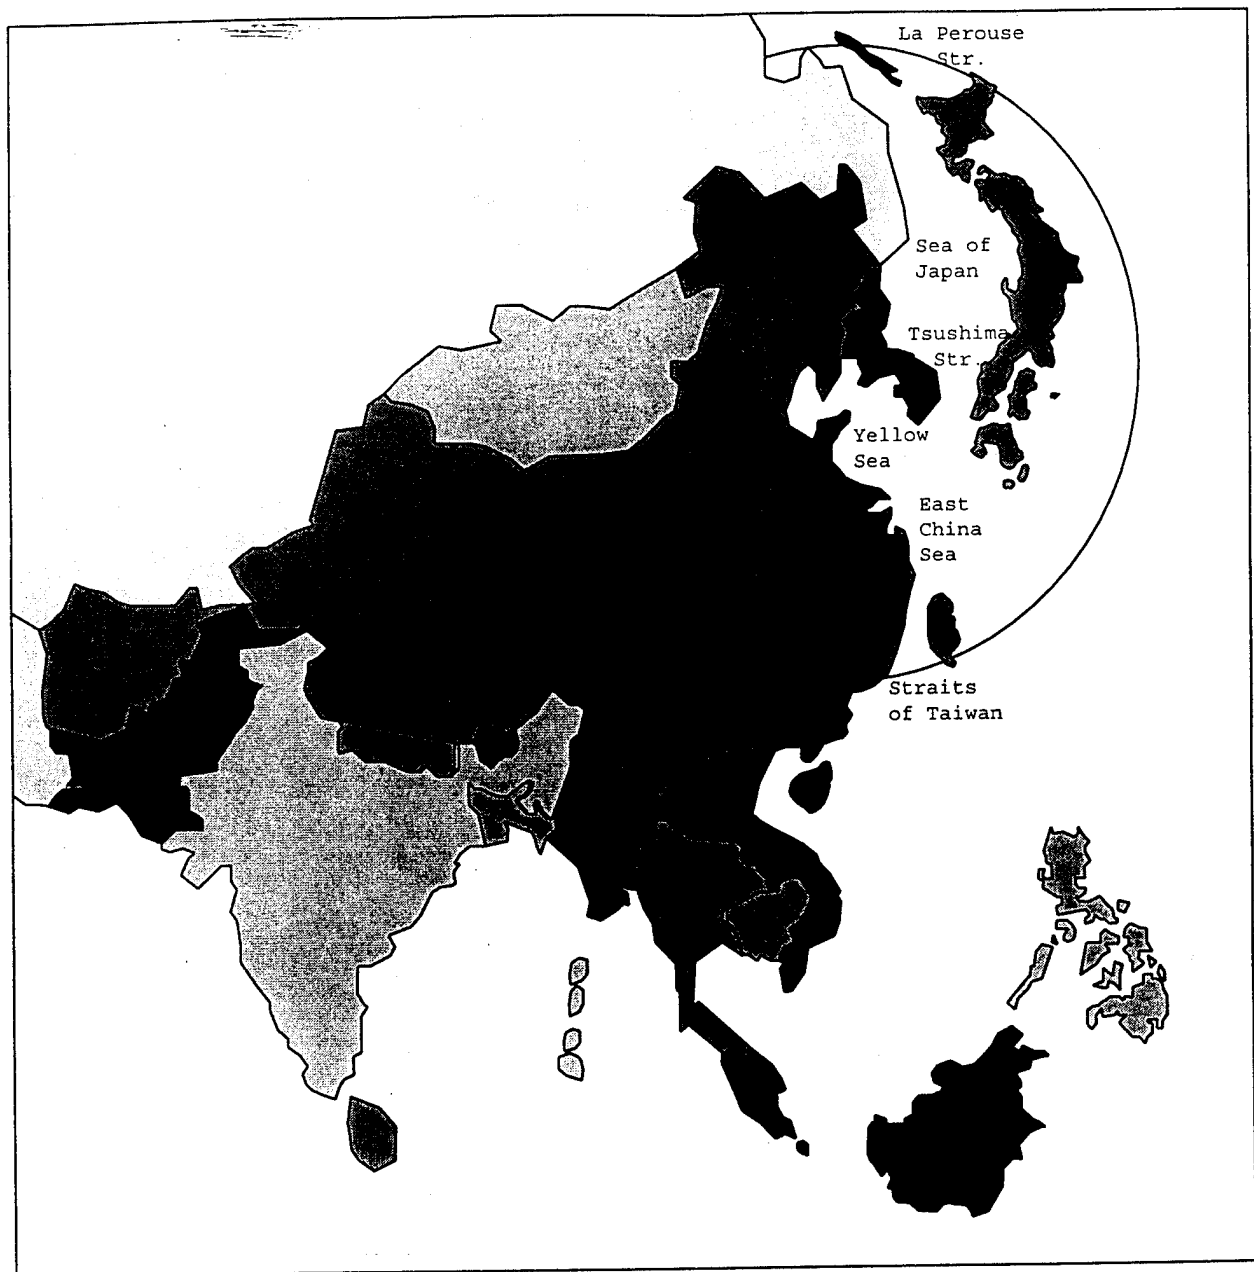 La Perouse
Str.
Sea of
Japan
Tsushima
Str.
Yellow
Sea
East
China
Sea
Straits
of Taiwan